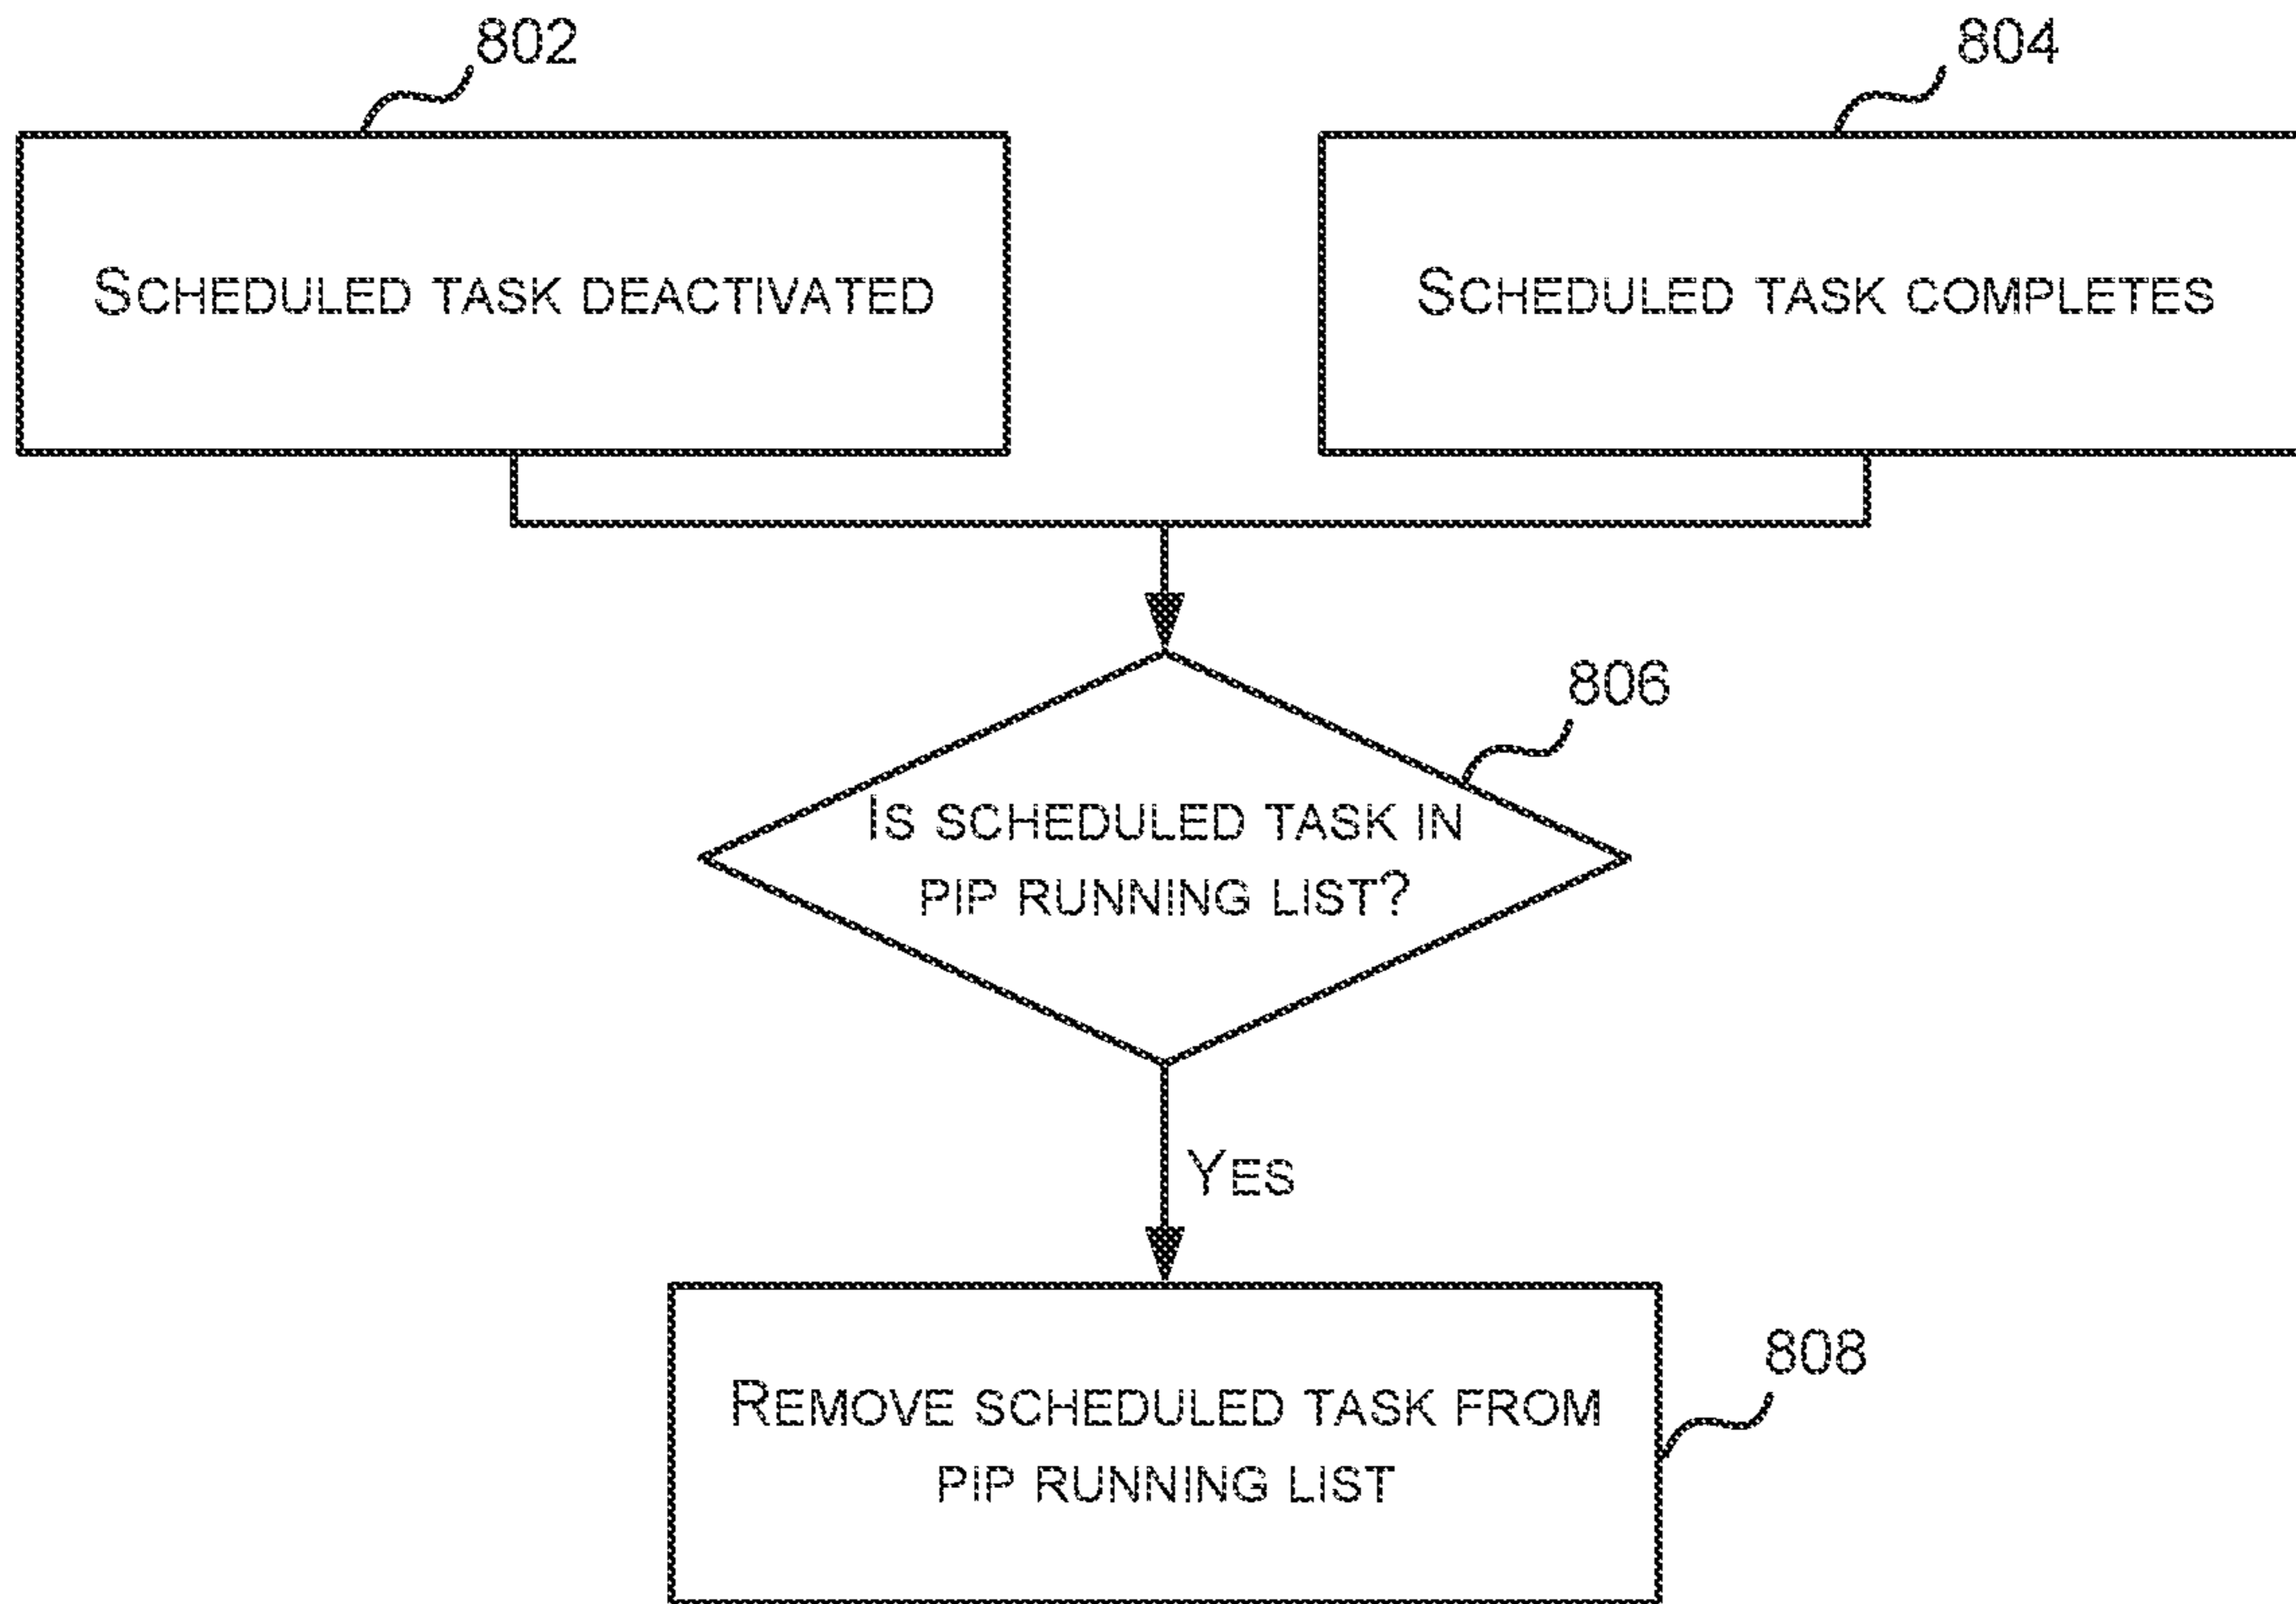 802
804
SCHEDULED TASK DEACTIVATED
SCHEDULED TASK COMPLETES
806
IS SCHEDULED TASK IN
PIP RUNNING LIST?
YES
808
REMOVE SCHEDULED TASK FROM
PIP RUNNING LIST